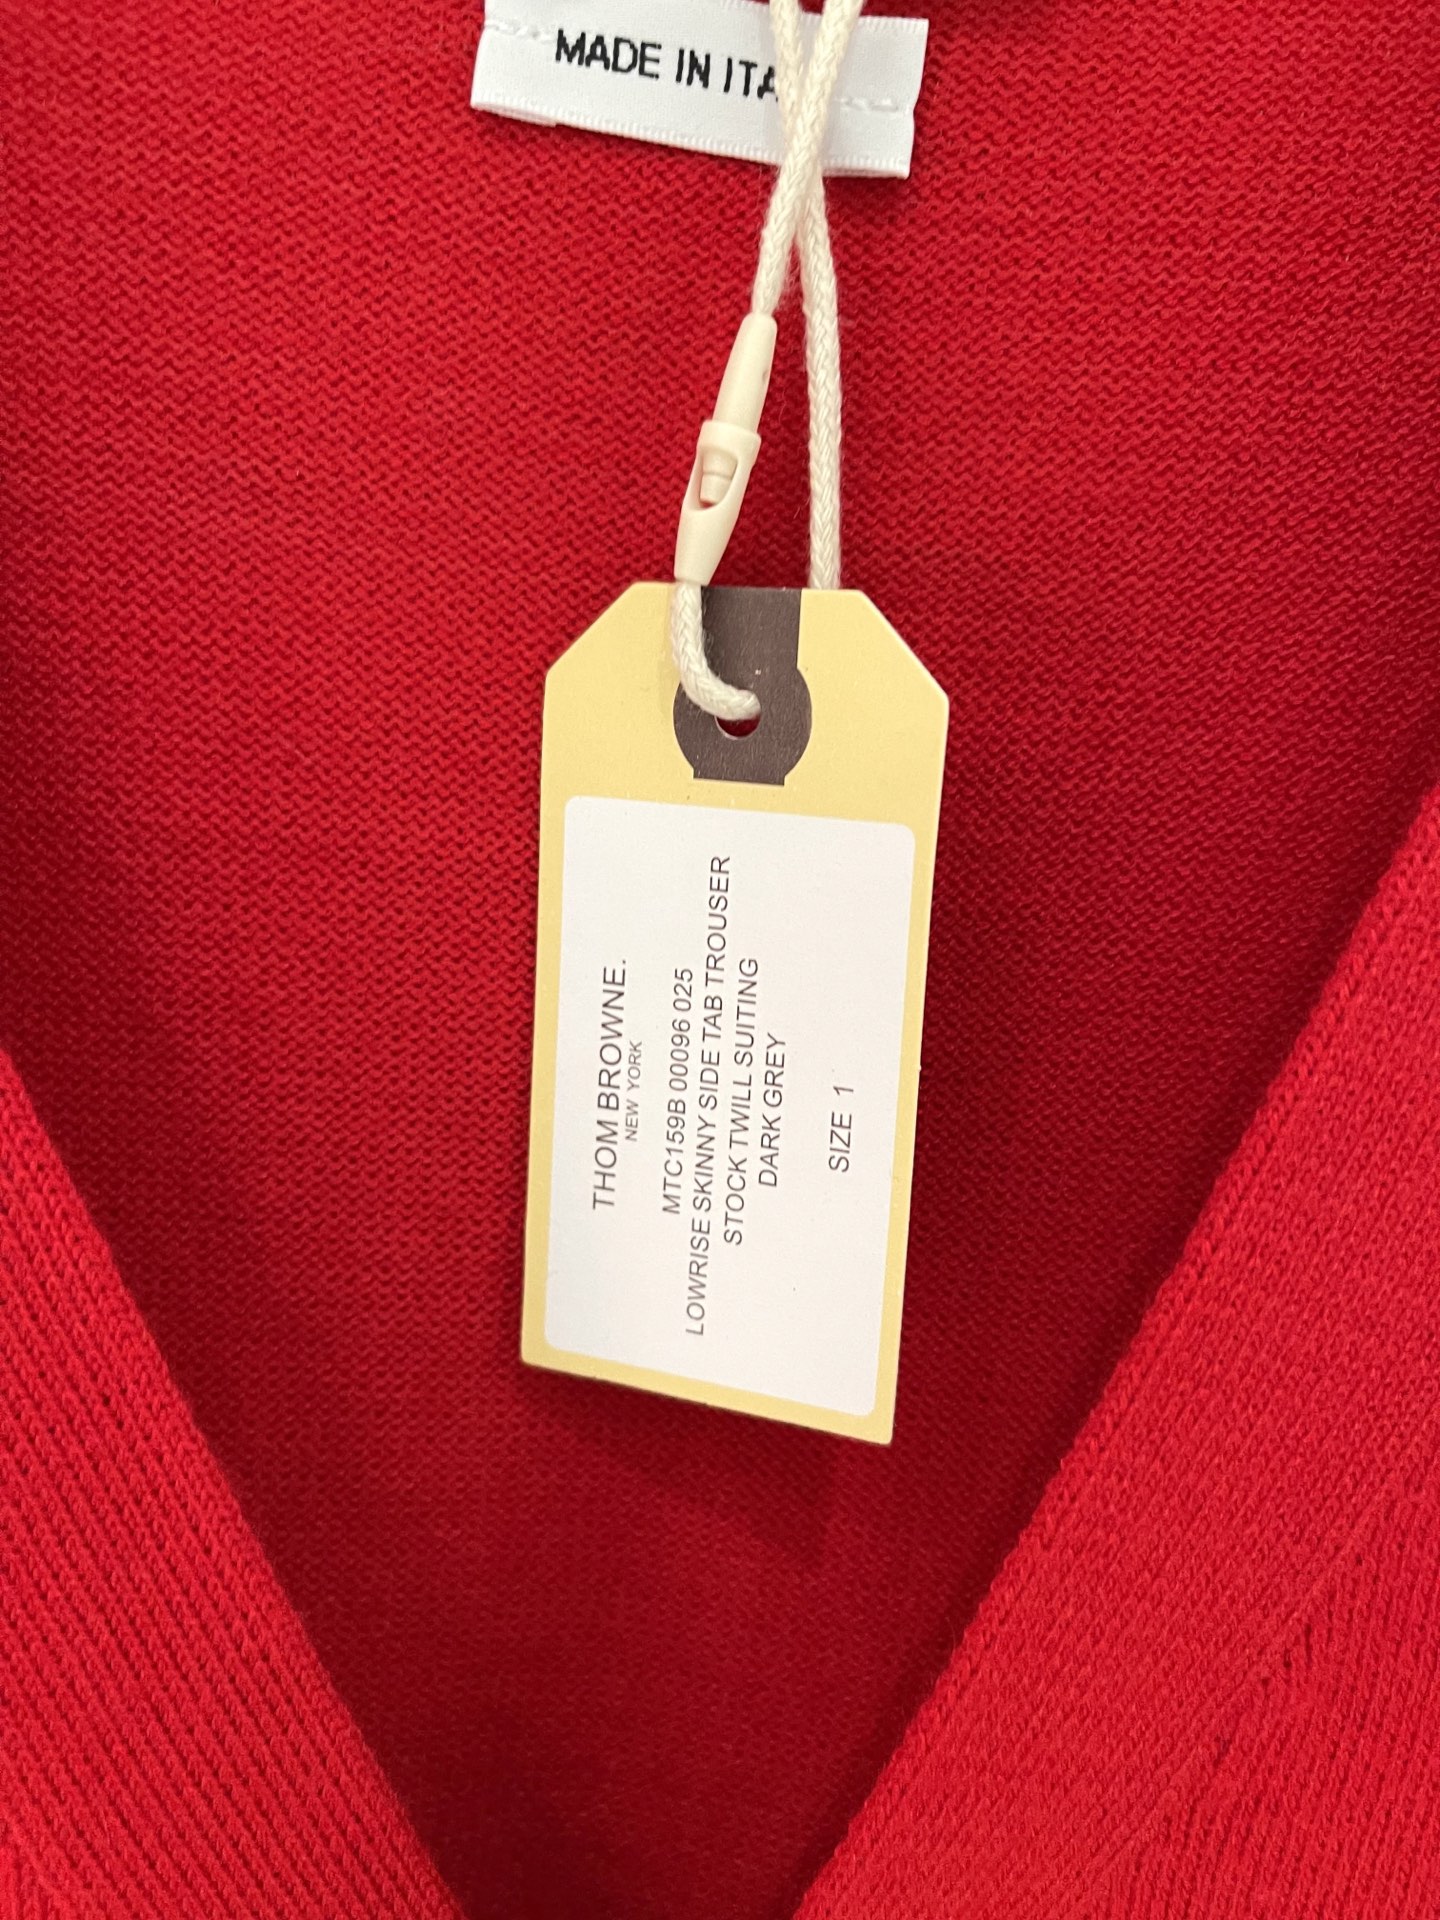 MADE IN ITA
THOM BROWNE.
NEW YORK
MTC159B 00096 025
LOWRISE SKINNY SIDE TAB TROUSER
STOCK TWILL SUITING
DARK GREY
SIZE 1